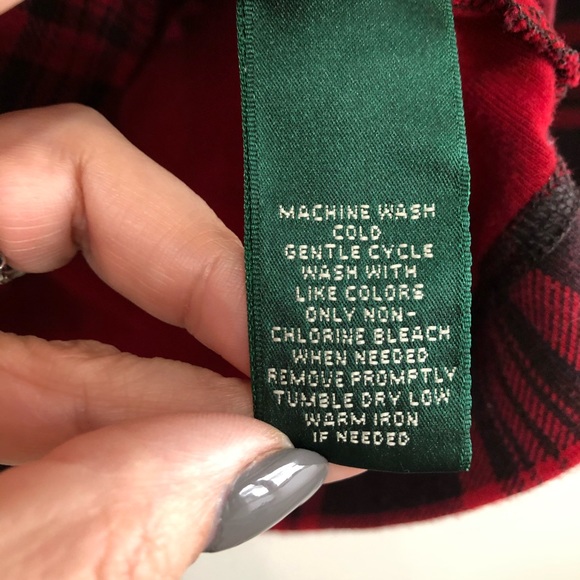 MACHINE WASH
COLD
GENTLE CYCLE
WASH WITH
LIKE COLORS
ONLY NON-
CHLORINE BLEACH
WHEN NEEDED
REMOVE PROMPTLY
TUMBLE DRY LOW
WARM IRON
IF NEEDED